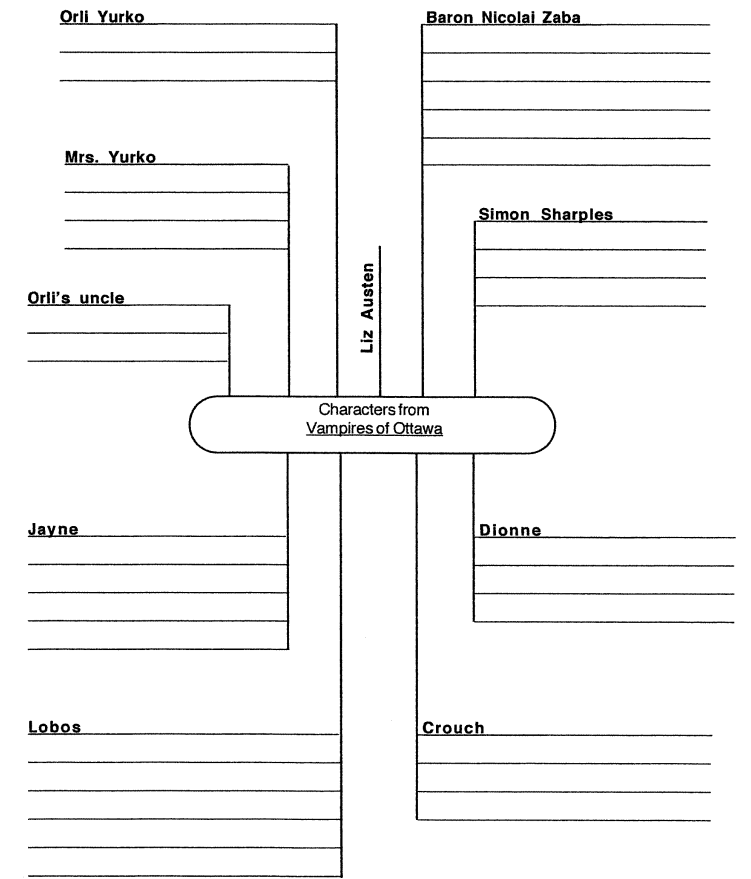 Orli Yurko
Baron Nicolai Zaba
Mrs. Yurko
Simon Sharples
Liz Austen
Orli's uncle
Characters from
Vampires of Ottawa
Jayne
Dionne
Lobos
Crouch